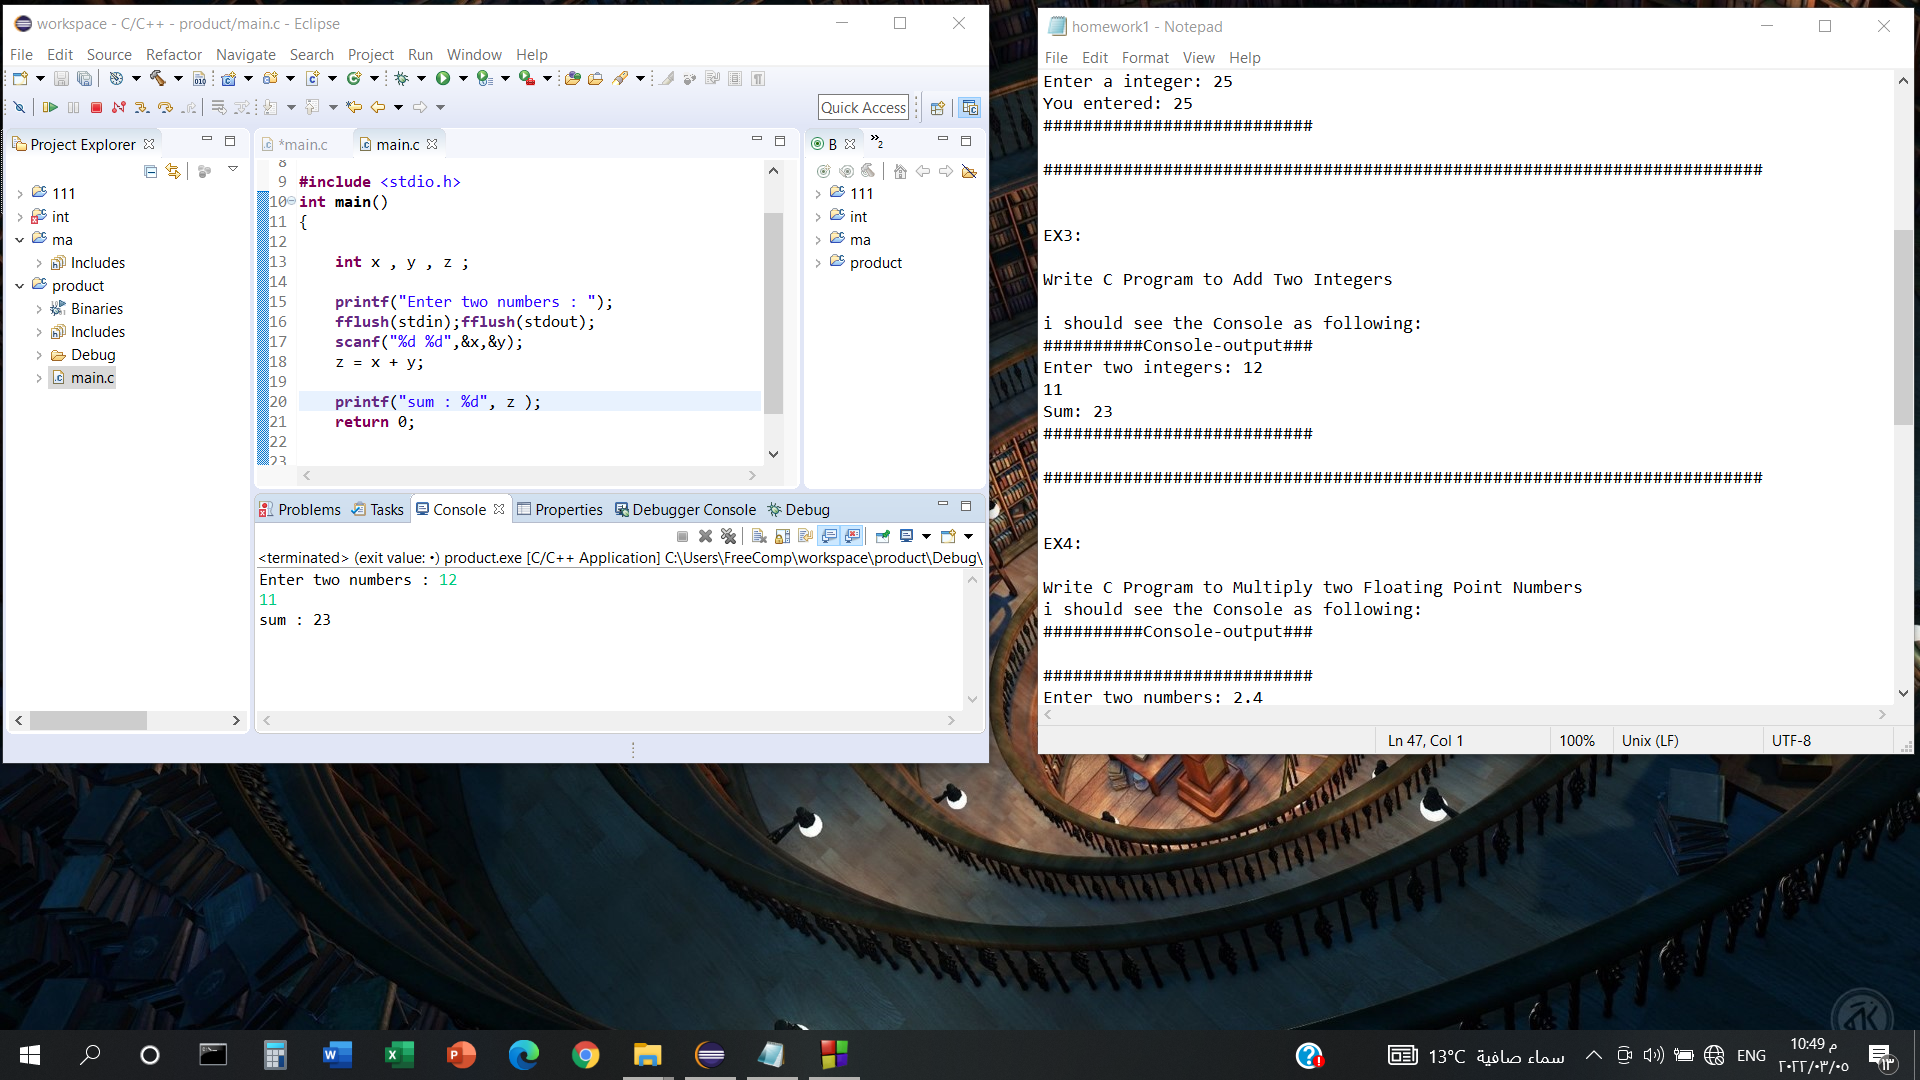 workspace - C/C++ - product/main.c - Eclipse
File Edit Source Refactor Navigate Search Project Run Window Help
Quick Access
Project Explorer
111
int
ma
Includes
product
Binaries
Includes
Debug
main.c
*main.c
main.c
8
9 #include <stdio.h>
10 int main()
11 {
12
13 int x , y , z ;
14
15 printf("Enter two numbers : ");
16 fflush(stdin);fflush(stdout);
17 scanf("%d %d",&x,&y);
18 z = x + y;
19
20 printf("sum : %d", z );
21 return 0;
22
23
B
»2
111
int
ma
product
Problems Tasks Console Properties Debugger Console Debug
<terminated> (exit value: ٠) product.exe [C/C++ Application] C:\Users\FreeComp\workspace\product\Debug\
Enter two numbers : 12
11
sum : 23
homework1 - Notepad
File Edit Format View Help
Enter a integer: 25
You entered: 25
###########################
########################################################################
EX3:
Write C Program to Add Two Integers
i should see the Console as following:
##########Console-output###
Enter two integers: 12
11
Sum: 23
###########################
########################################################################
EX4:
Write C Program to Multiply two Floating Point Numbers
i should see the Console as following:
##########Console-output###
###########################
Enter two numbers: 2.4
Ln 47, Col 1 100% Unix (LF) UTF-8
13°C سماء صافية
ENG
10:49 م
٢٠٢٢/٠٣/٠٥
١٣